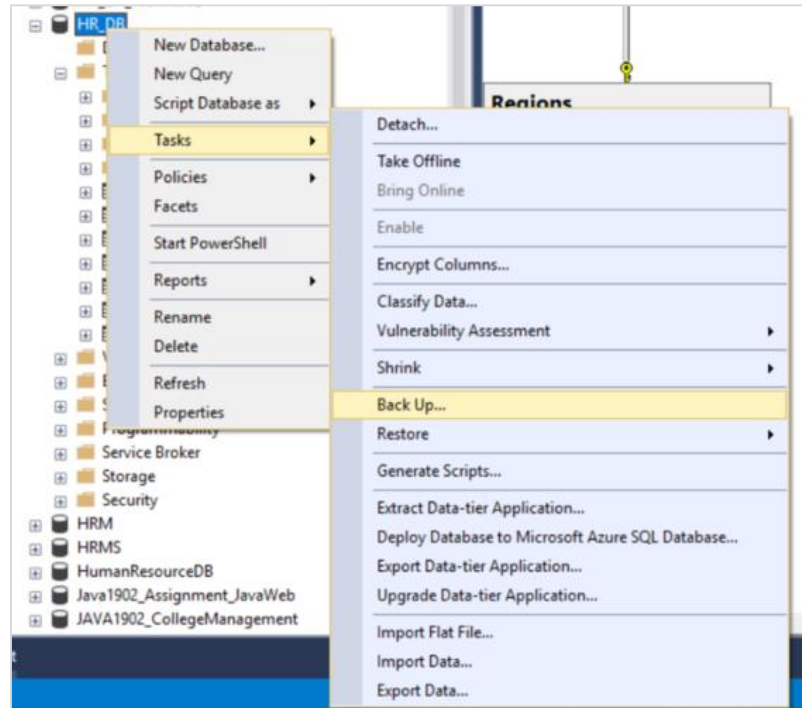 HR_DB
New Database...
New Query
Script Database as
Tasks
Policies
Facets
Start PowerShell
Reports
Rename
Delete
Refresh
Properties
Regions
Detach...
Take Offline
Bring Online
Enable
Encrypt Columns...
Classify Data...
Vulnerability Assessment
Shrink
Back Up...
Restore
Generate Scripts...
Extract Data-tier Application...
Deploy Database to Microsoft Azure SQL Database...
Export Data-tier Application...
Upgrade Data-tier Application...
Import Flat File...
Import Data...
Export Data...
Programmability
Service Broker
Storage
Security
HRM
HRMS
HumanResourceDB
Java1902_Assignment_JavaWeb
JAVA1902_CollegeManagement